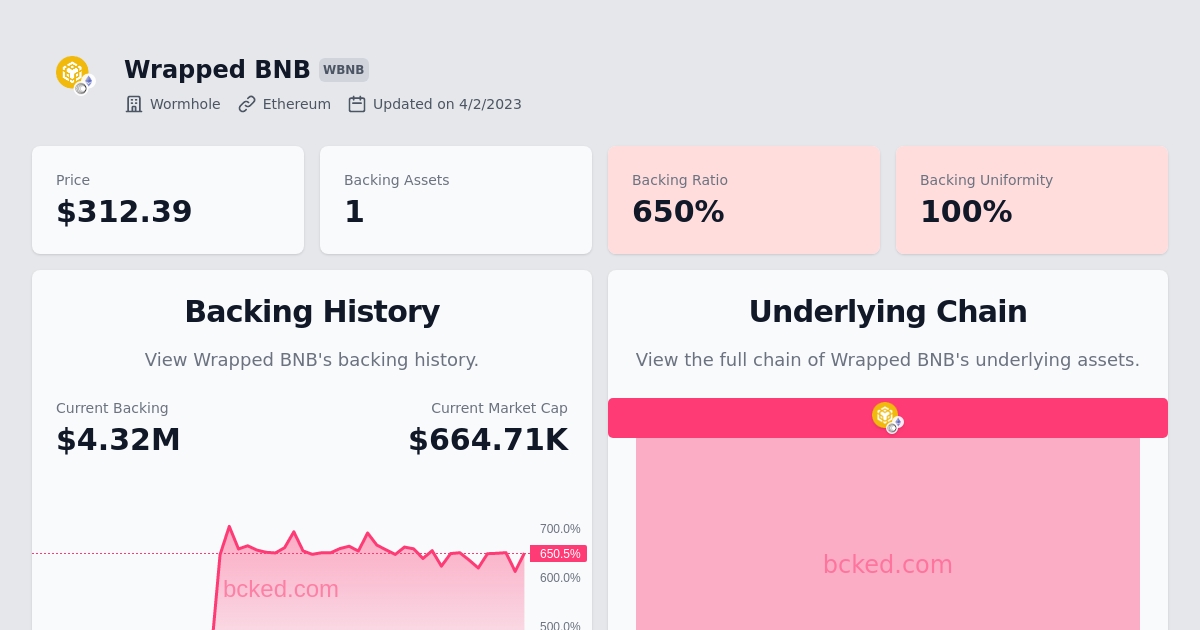 Wrapped BNB WBNB
Wormhole Ethereum Updated on 4/2/2023
Price
$312.39
Backing Assets
1
Backing Ratio
650%
Backing Uniformity
100%
Backing History
View Wrapped BNB's backing history.
Current Backing
$4.32M
Current Market Cap
$664.71K
700.0%
650.5%
600.0%
500.0%
bcked.com
Underlying Chain
View the full chain of Wrapped BNB's underlying assets.
bcked.com